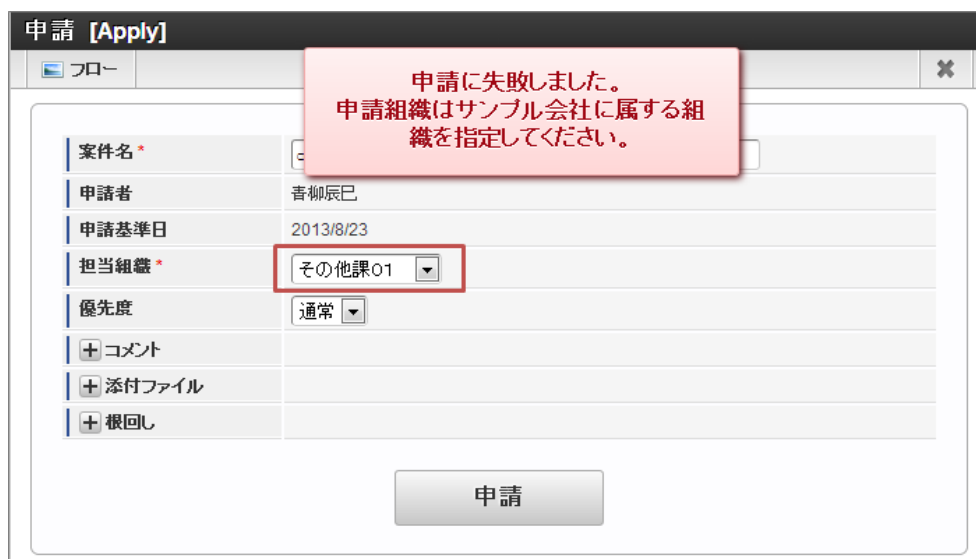 申請 [Apply]
フロー
申請に失敗しました。
申請組織はサンプル会社に属する組
織を指定してください。
案件名 *
申請者 青柳辰巳
申請基準日 2013/8/23
担当組織 * その他課01
優先度 通常
コメント
添付ファイル
根回し
申請